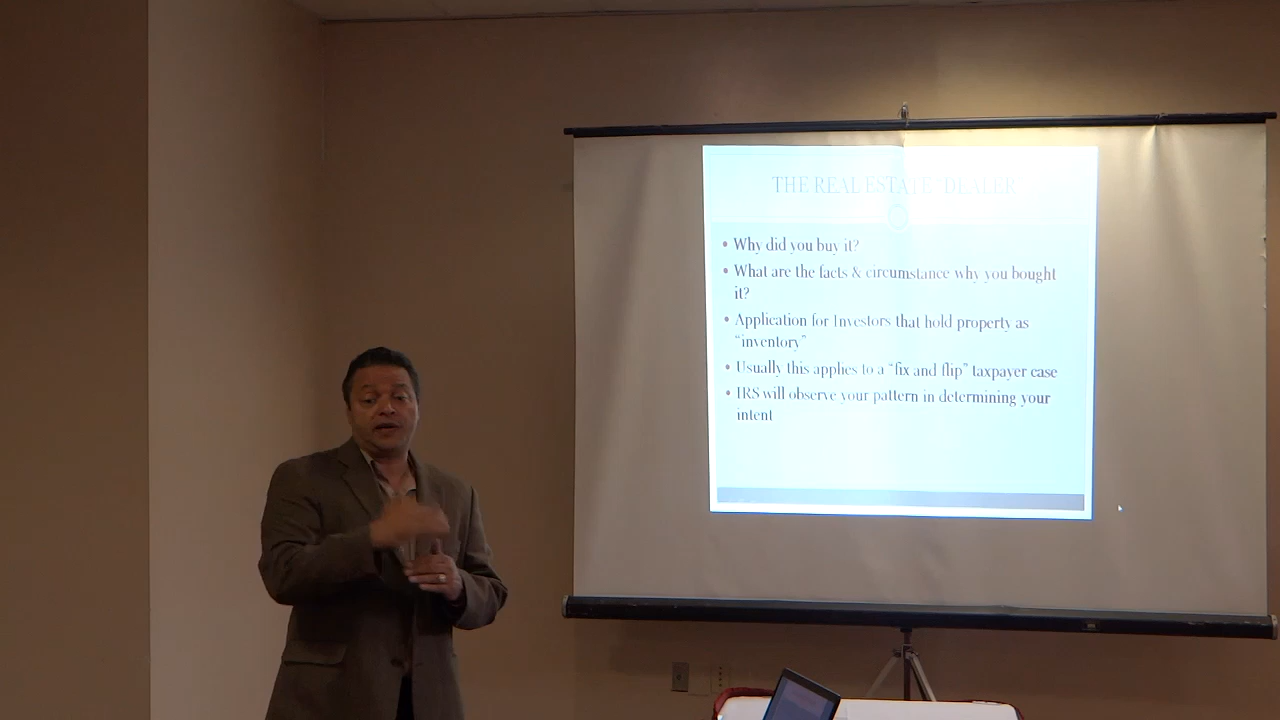 THE REAL ESTATE "DEALER"
• Why did you buy it?
• What are the facts & circumstance why you bought
it?
• Application for Investors that hold property as
“inventory”
• Usually this applies to a “fix and flip” taxpayer case
• IRS will observe your pattern in determining your
intent